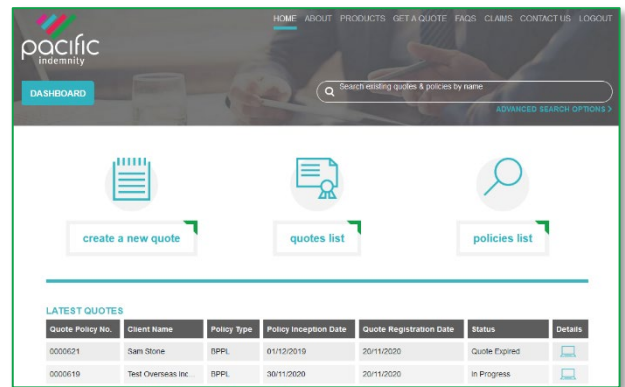 HOME ABOUT PRODUCTS GET A QUOTE FAQS CLAIMS CONTACT US LOGOUT
pacific
indemnity
DASHBOARD
Search existing quotes & policies by name
ADVANCED SEARCH OPTIONS >
create a new quote quotes list policies list
LATEST QUOTES
Quote Policy No. Client Name Policy Type Policy Inception Date Quote Registration Date Status Details
0000621 Sam Stone BPPL 01/12/2019 20/11/2020 Quote Expired
0000619 Test Overseas Inc... BPPL 30/11/2020 20/11/2020 In Progress